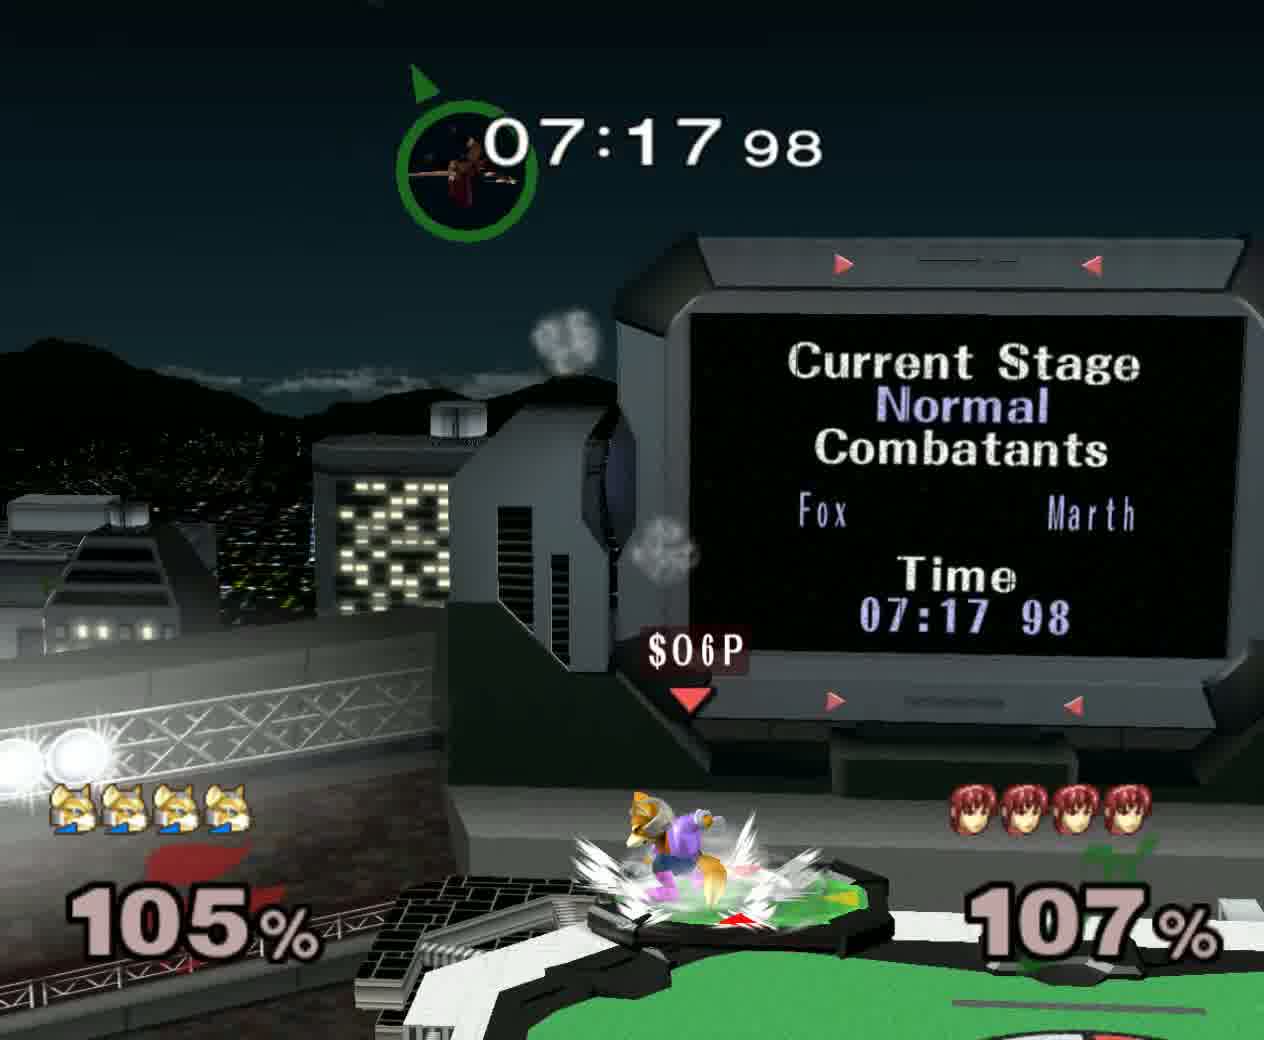 07:17 98
Current Stage
Normal
Combatants
Fox Marth
Time
07:17 98
$06P
105%
107%